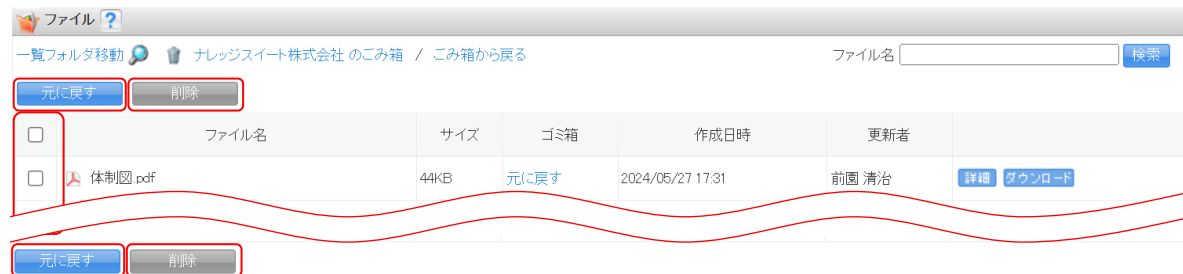 ファイル ?
一覧フォルダ移動 ナレッジスイート株式会社 のごみ箱 / ごみ箱から戻る ファイル名 検索
元に戻す 削除
ファイル名 サイズ ゴミ箱 作成日時 更新者
体制図.pdf 44KB 元に戻す 2024/05/27 17:31 前園 清治 詳細 ダウンロード
元に戻す 削除